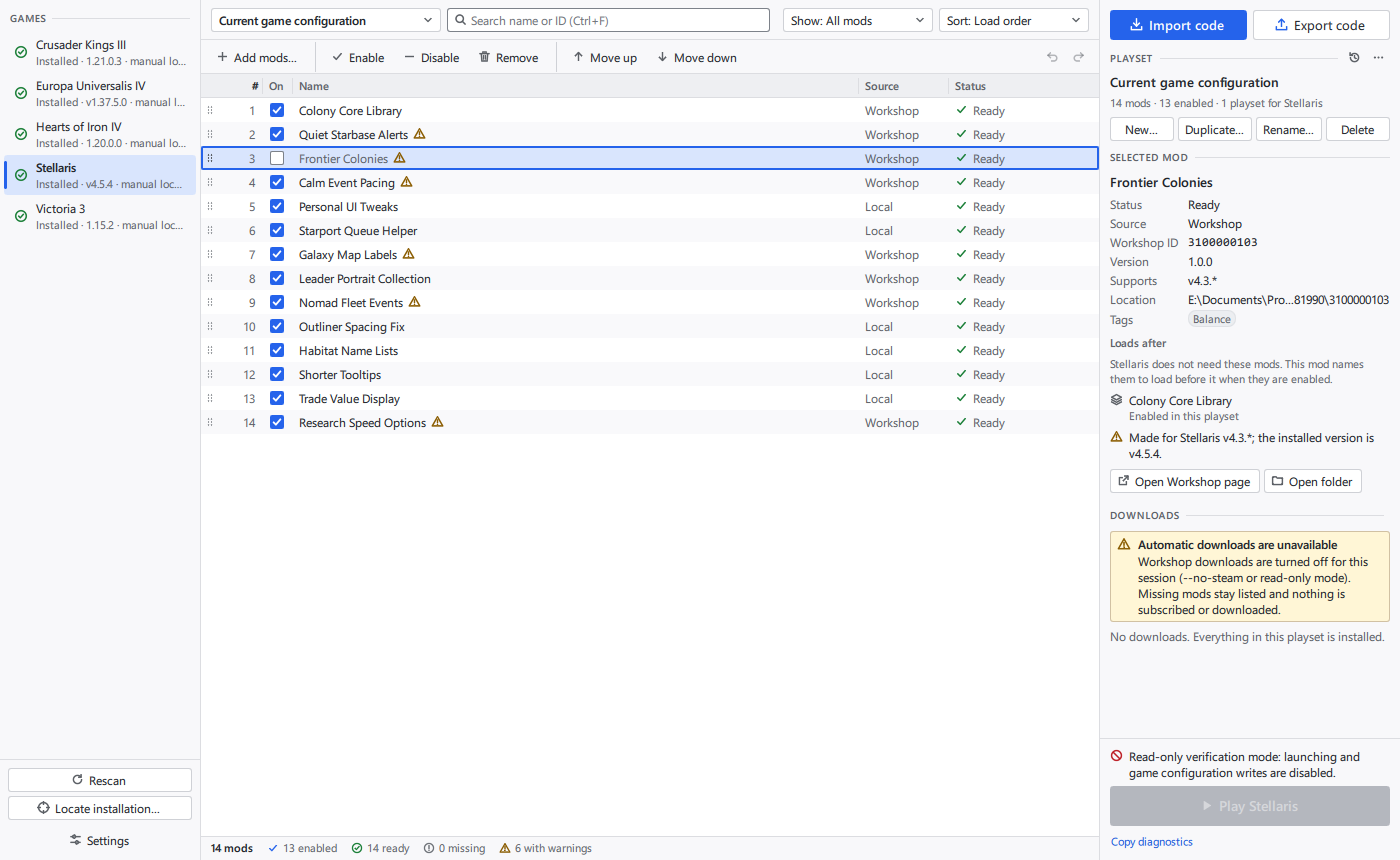 GAMES
Crusader Kings III
Installed · 1.21.0.3 · manual lo...
Europa Universalis IV
Installed · v1.37.5.0 · manual l...
Hearts of Iron IV
Installed · 1.20.0.0 · manual lo...
Stellaris
Installed · v4.5.4 · manual loc...
Victoria 3
Installed · 1.15.2 · manual loc...
Rescan
Locate installation...
Settings
Current game configuration
Search name or ID (Ctrl+F)
Show: All mods
Sort: Load order
Add mods... Enable Disable Remove Move up Move down
# On Name Source Status
1 Colony Core Library Workshop Ready
2 Quiet Starbase Alerts Workshop Ready
3 Frontier Colonies Workshop Ready
4 Calm Event Pacing Workshop Ready
5 Personal UI Tweaks Local Ready
6 Starport Queue Helper Local Ready
7 Galaxy Map Labels Workshop Ready
8 Leader Portrait Collection Workshop Ready
9 Nomad Fleet Events Workshop Ready
10 Outliner Spacing Fix Local Ready
11 Habitat Name Lists Local Ready
12 Shorter Tooltips Local Ready
13 Trade Value Display Local Ready
14 Research Speed Options Workshop Ready
14 mods 13 enabled 14 ready 0 missing 6 with warnings
Import code Export code
PLAYSET
Current game configuration
14 mods · 13 enabled · 1 playset for Stellaris
New... Duplicate... Rename... Delete
SELECTED MOD
Frontier Colonies
Status Ready
Source Workshop
Workshop ID 3100000103
Version 1.0.0
Supports v4.3.*
Location E:\Documents\Pro...81990\3100000103
Tags Balance
Loads after
Stellaris does not need these mods. This mod names
them to load before it when they are enabled.
Colony Core Library
Enabled in this playset
Made for Stellaris v4.3.*; the installed version is
v4.5.4.
Open Workshop page Open folder
DOWNLOADS
Automatic downloads are unavailable
Workshop downloads are turned off for this
session (--no-steam or read-only mode).
Missing mods stay listed and nothing is
subscribed or downloaded.
No downloads. Everything in this playset is installed.
Read-only verification mode: launching and
game configuration writes are disabled.
Play Stellaris
Copy diagnostics